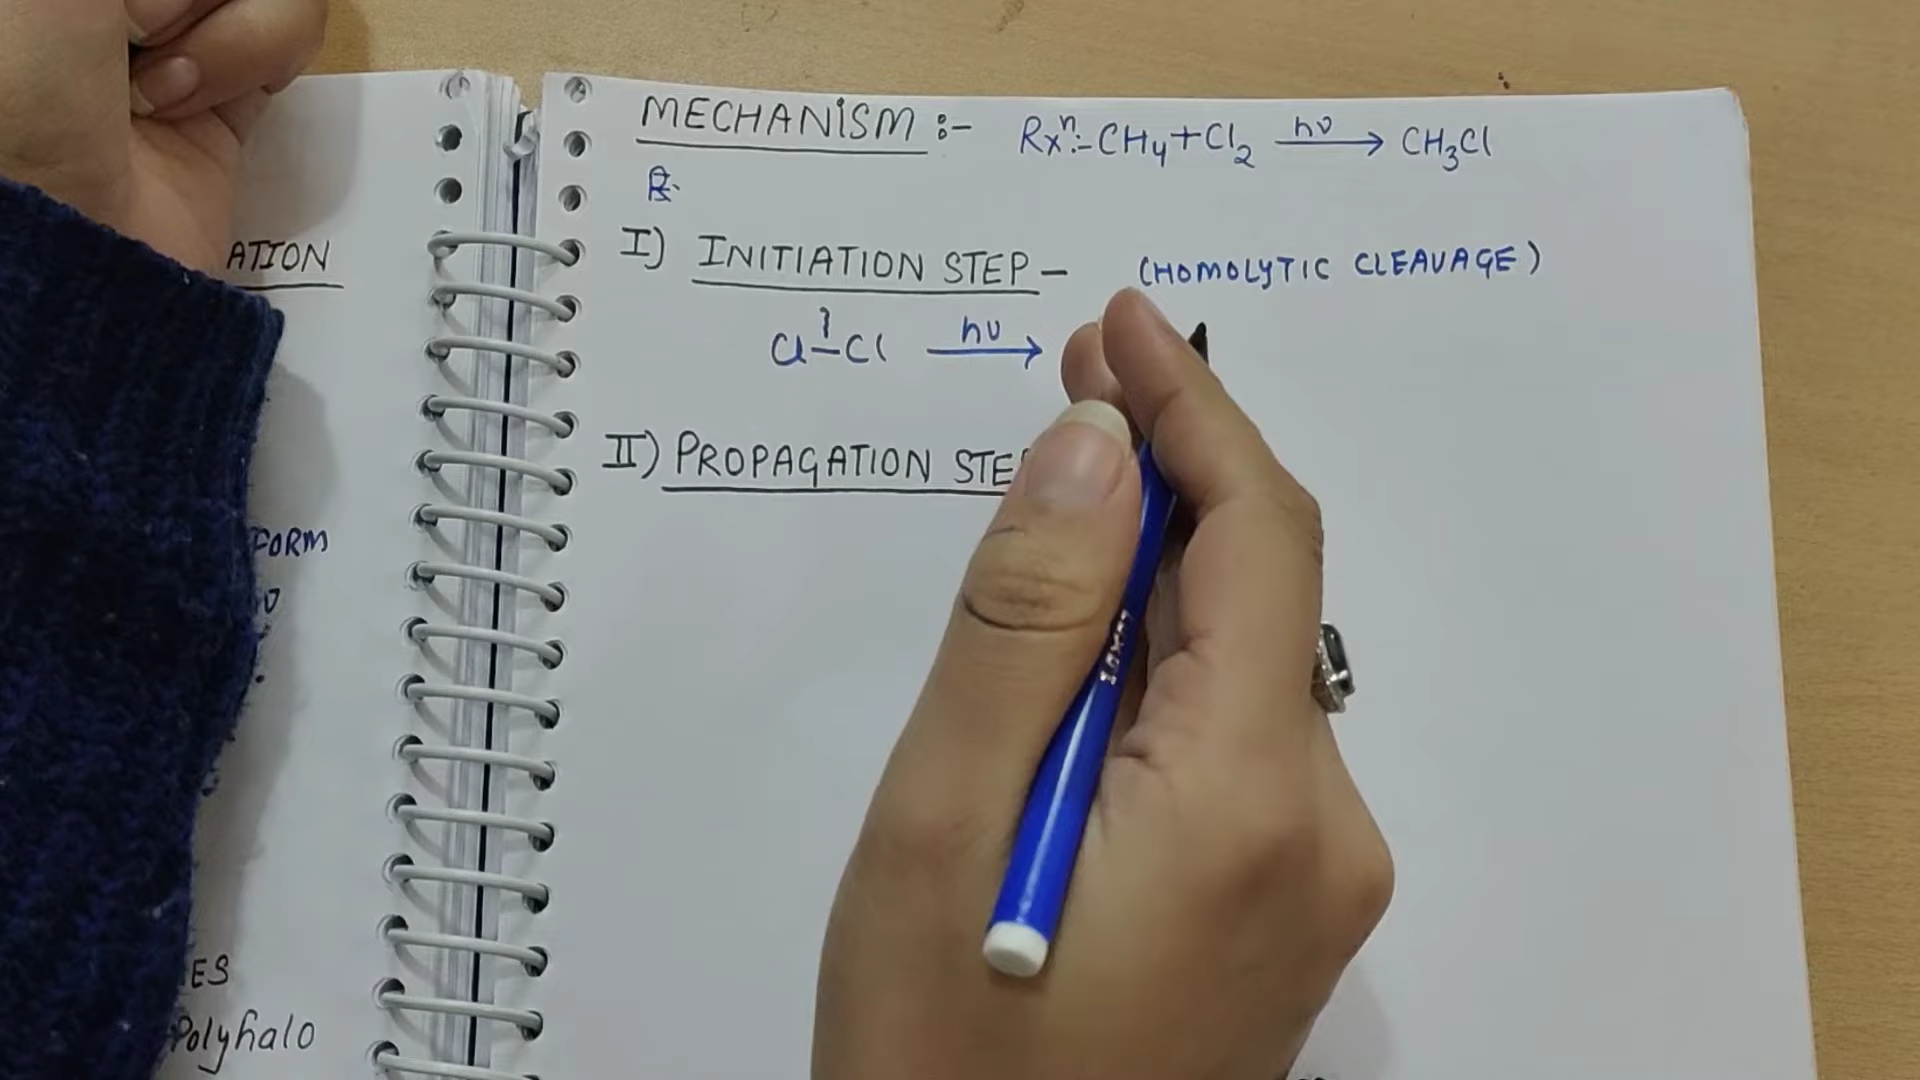 MECHANISM :- Rxⁿ:- CH₄ + Cl₂ hν → CH₃Cl
I) INITIATION STEP – (HOMOLYTIC CLEAVAGE)
Cl–Cl hν →
II) PROPAGATION STE
ATION
FORM
ES
Polyhalo